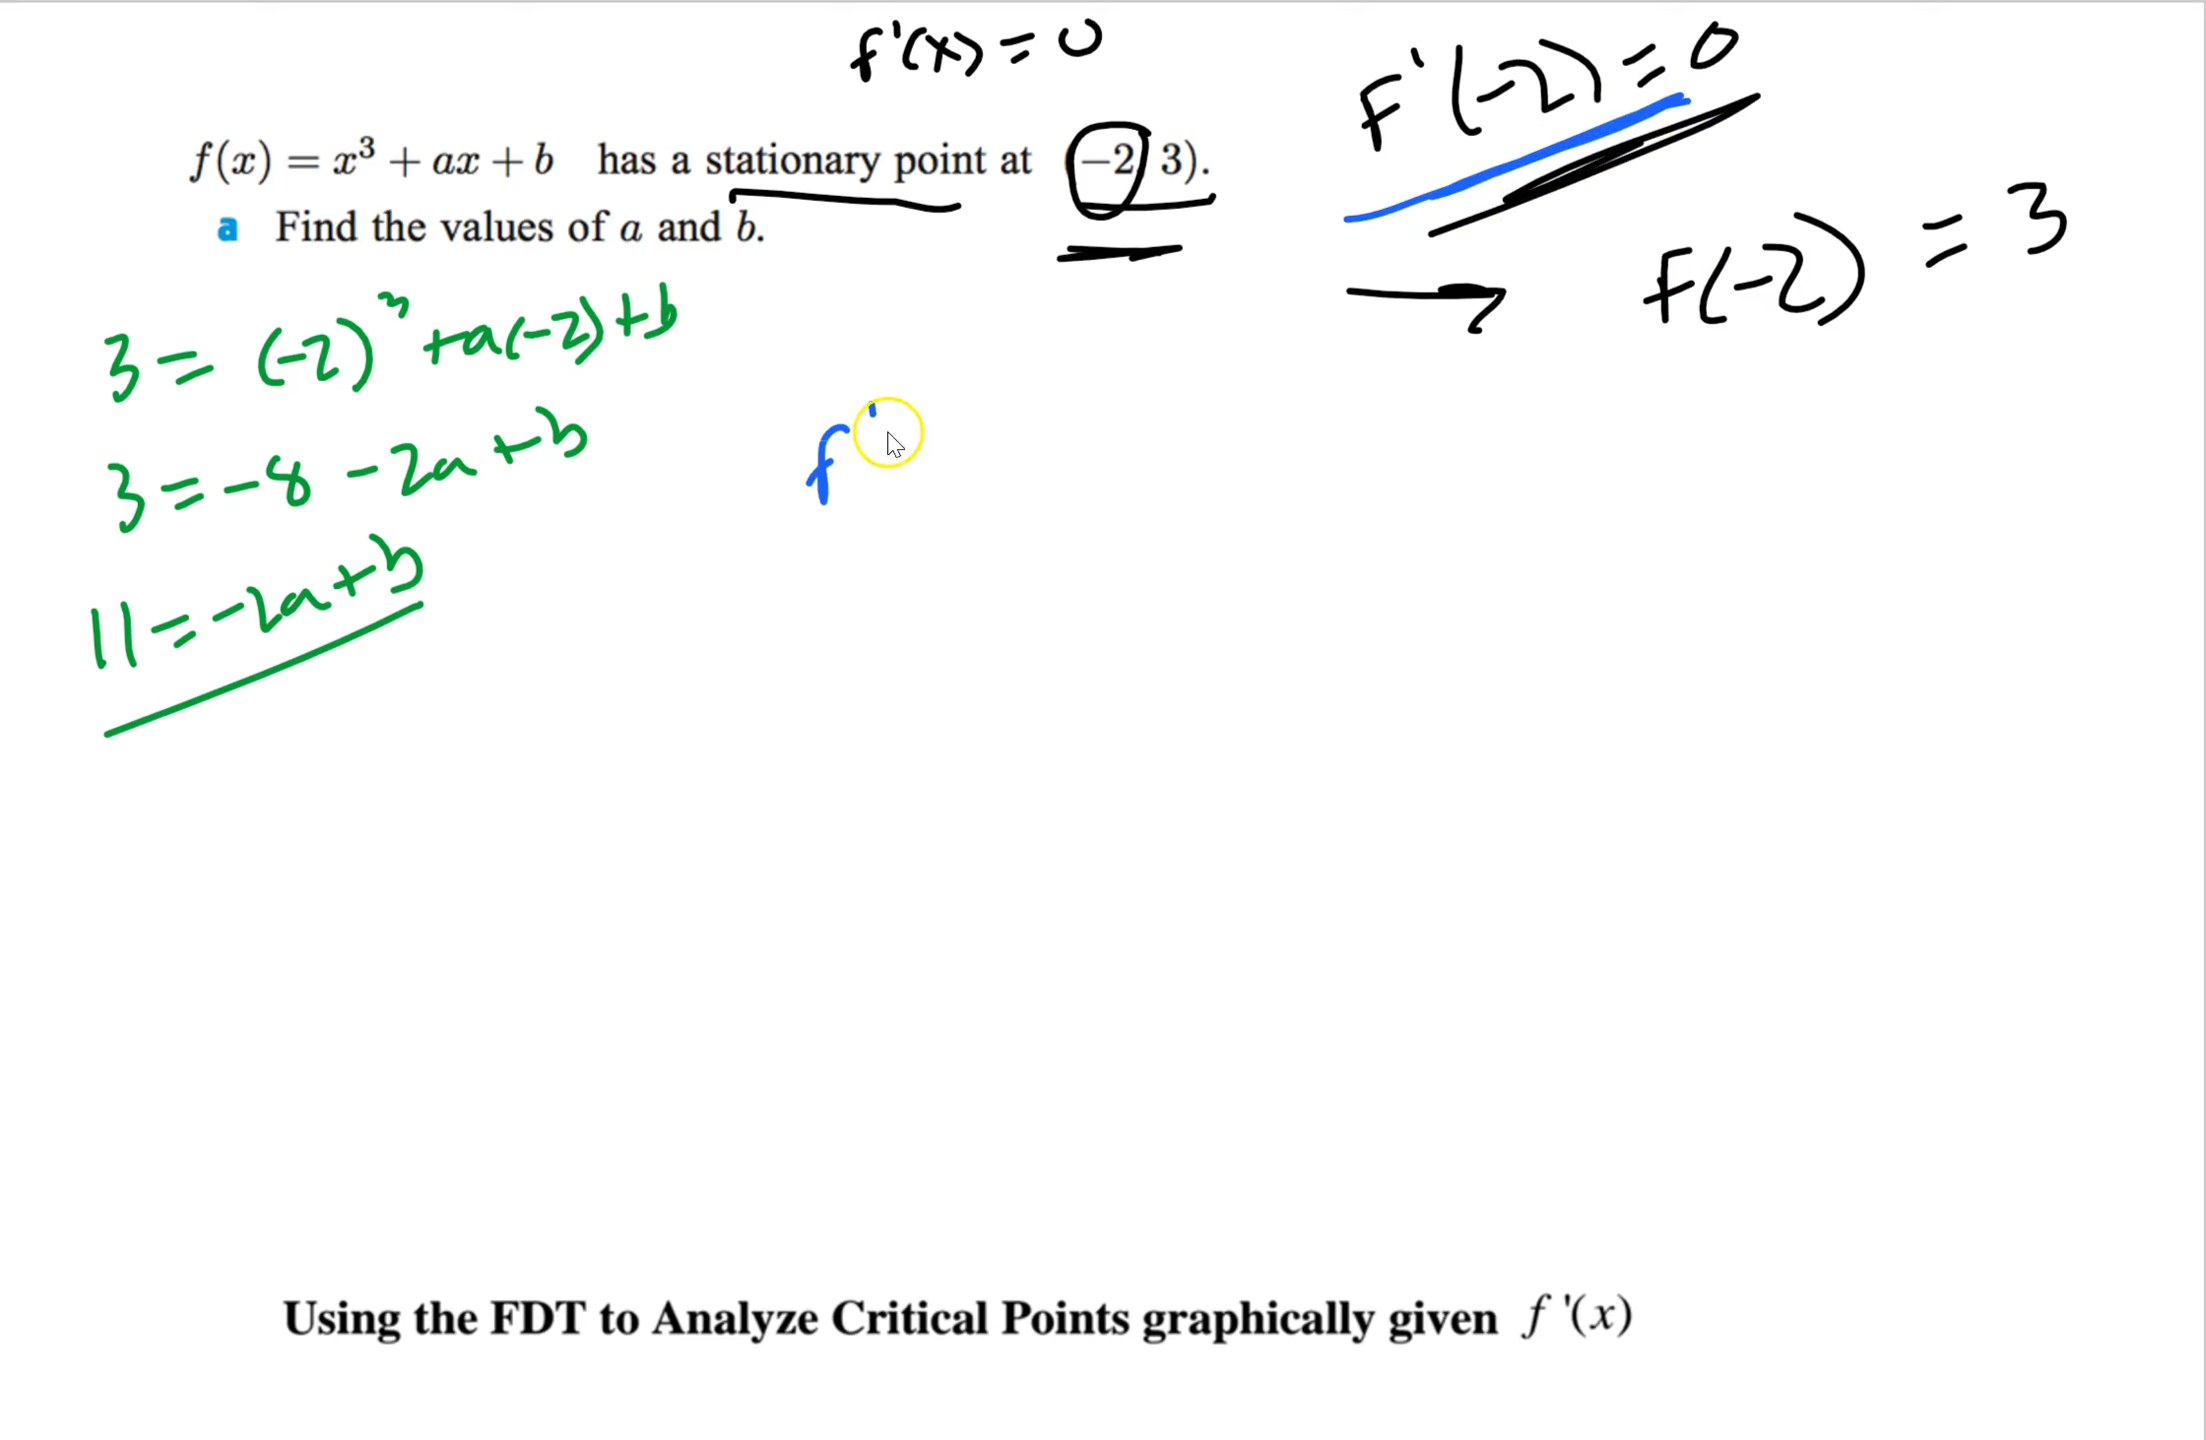 f'(x) = 0
F'(-2) = 0
f(x) = x³ + ax + b has a stationary point at (-2, 3).
F(-2) = 3
a Find the values of a and b.
3 = (-2)³ + a(-2) + b
3 = -8 - 2a + b
f'
11 = -2a + b
Using the FDT to Analyze Critical Points graphically given f '(x)